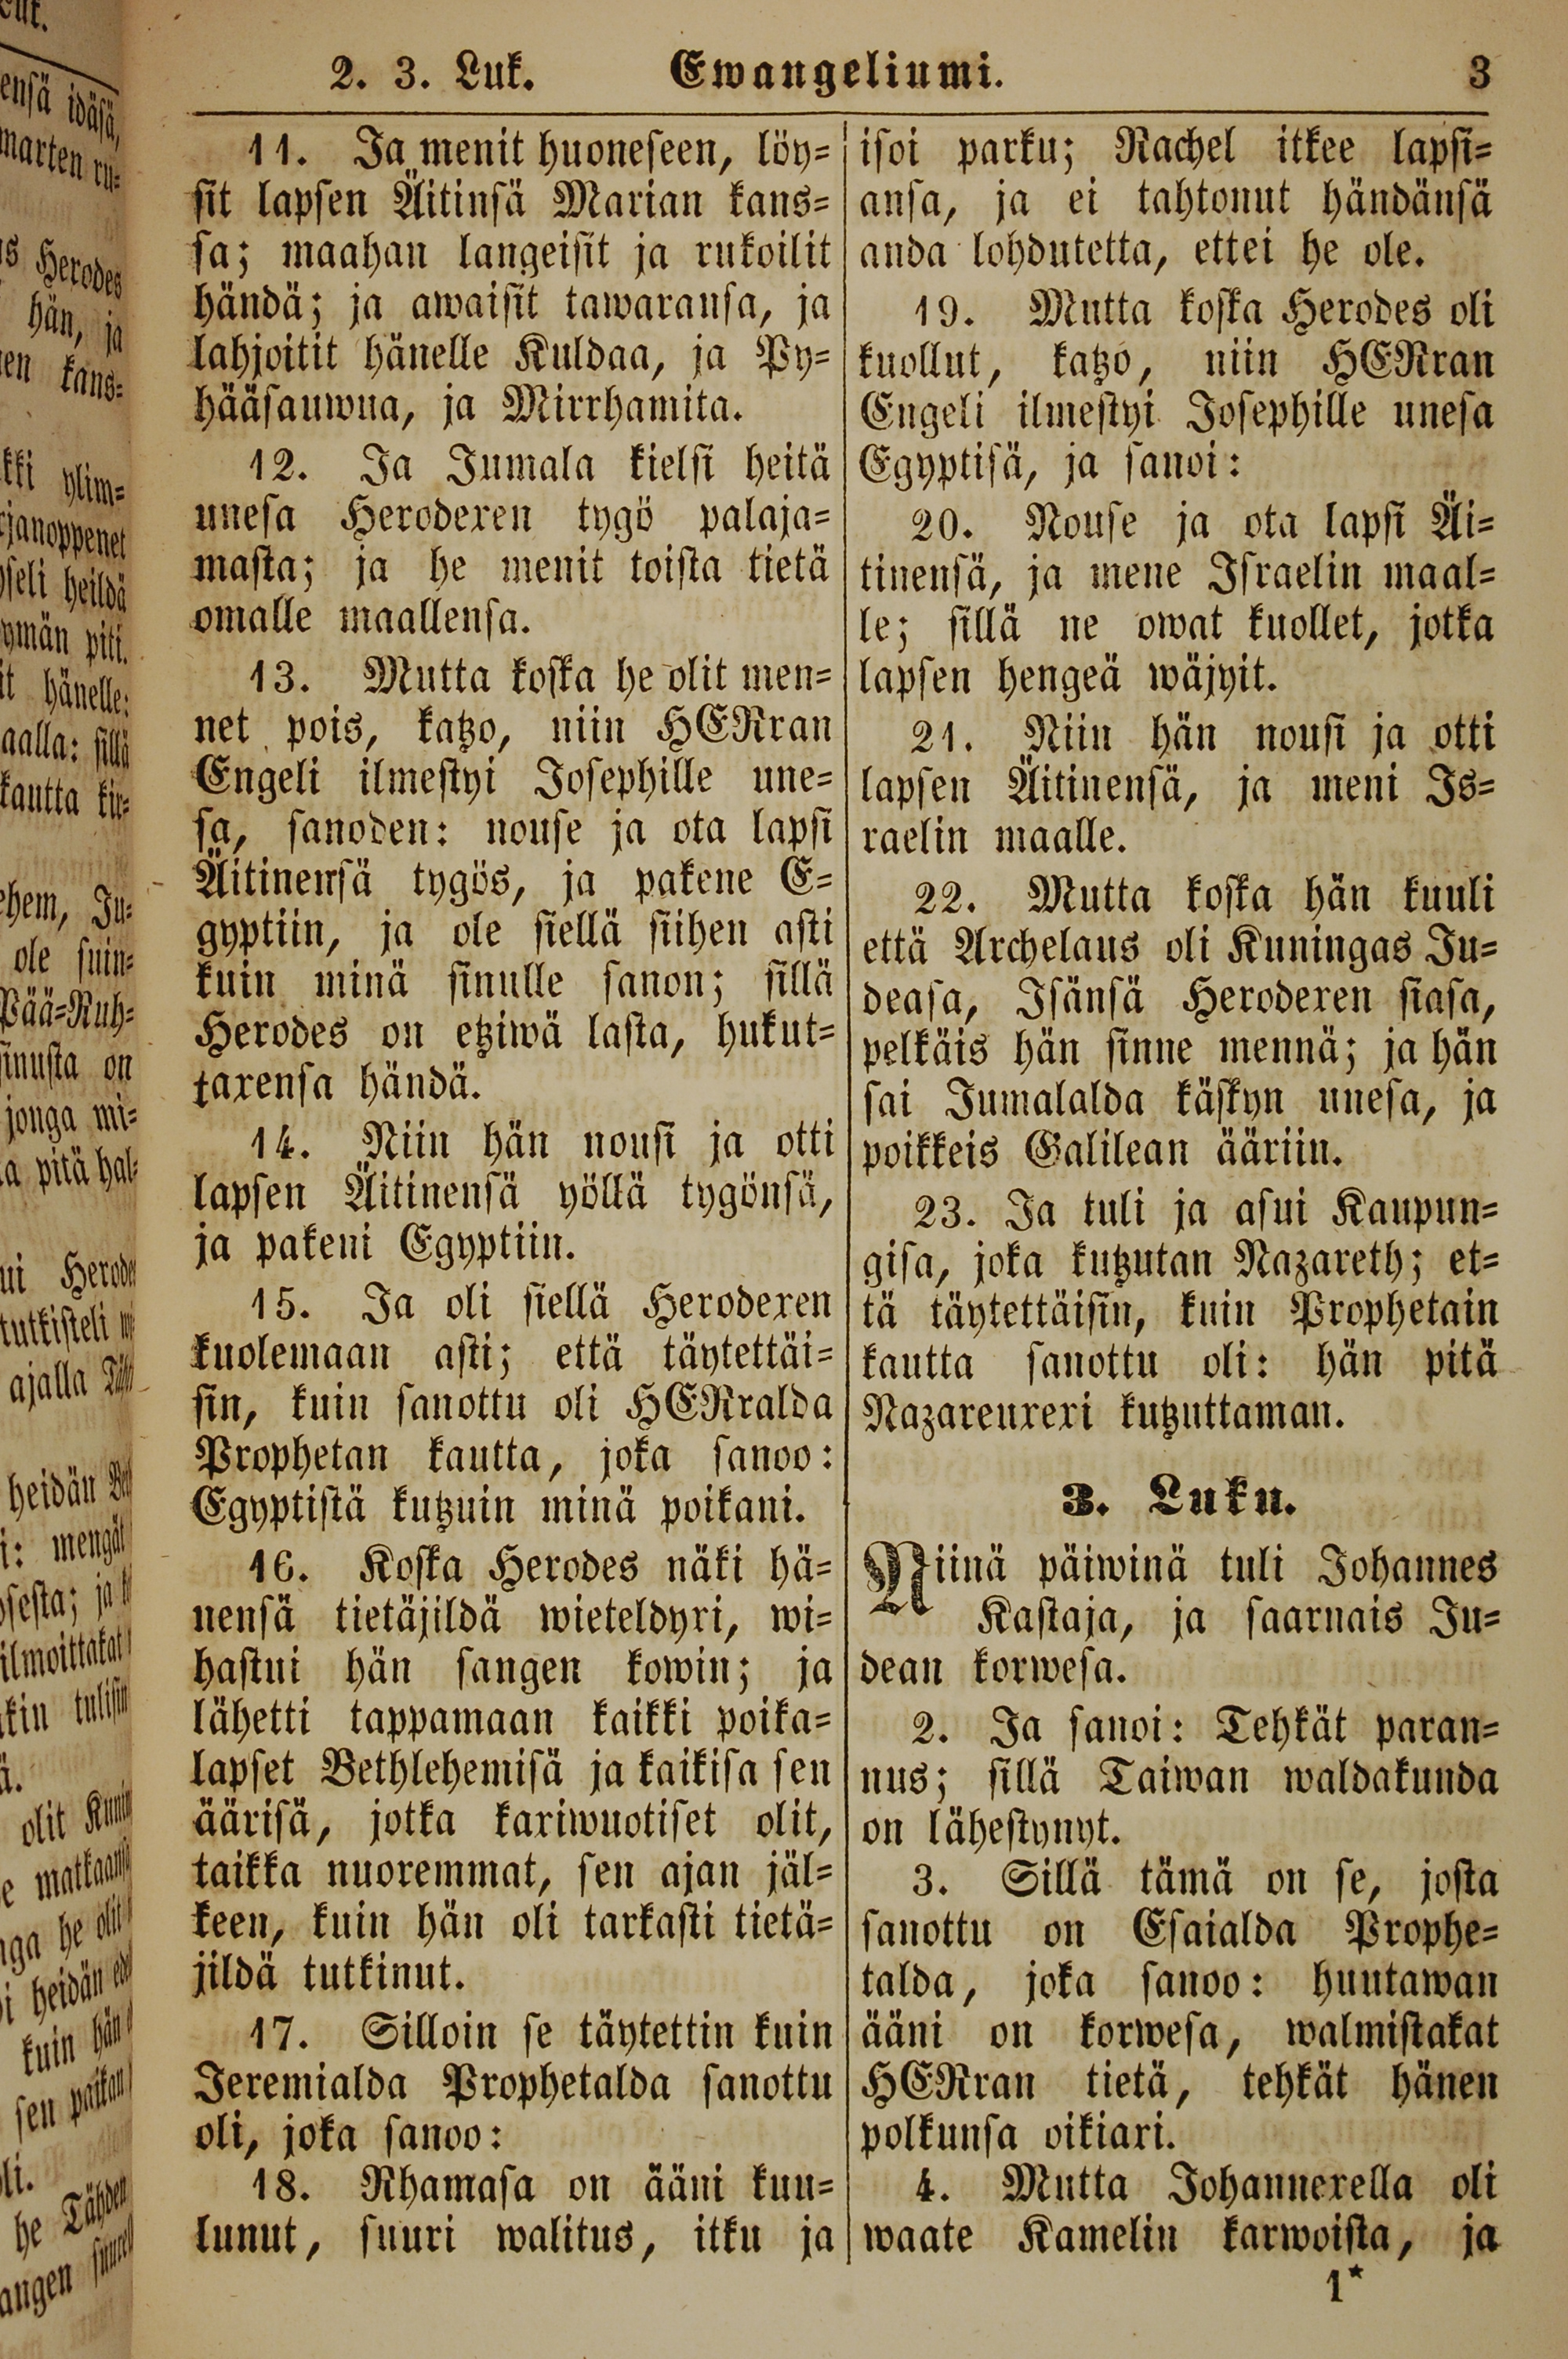 2. 3. Luk. Ewangeliumi. 3
11. Ja menit huoneseen, löy=
sit lapsen Äitinsä Marian kans=
sa; maahan langeisit ja rukoilit
händä; ja awaisit tawaransa, ja
lahjoitit hänelle Kuldaa, ja Py=
hääsauwua, ja Mirrhamita.
12. Ja Jumala kielsi heitä
unesa Herodexen tygö palaja=
masta; ja he menit toista tietä
omalle maallensa.
13. Mutta koska he olit men=
net pois, katzo, niin HERran
Engeli ilmestyi Josephille une=
sa, sanoden: nouse ja ota lapsi
Äitinensä tygös, ja pakene E=
gyptiin, ja ole siellä siihen asti
kuin minä sinulle sanon; sillä
Herodes on etziwä lasta, hukut=
taxensa händä.
14. Niin hän nousi ja otti
lapsen Äitinensä yöllä tygönsä,
ja pakeni Egyptiin.
15. Ja oli siellä Herodexen
kuolemaan asti; että täytettäi=
sin, kuin sanottu oli HERralda
Prophetan kautta, joka sanoo:
Egyptistä kutzuin minä poikani.
16. Koska Herodes näki hä=
nensä tietäjildä wieteldyxi, wi=
hastui hän sangen kowin; ja
lähetti tappamaan kaikki poika=
lapset Bethlehemisä ja kaikisa sen
äärisä, jotka kaxiwuotiset olit,
taikka nuoremmat, sen ajan jäl=
keen, kuin hän oli tarkasti tietä=
jildä tutkinut.
17. Silloin se täytettin kuin
Jeremialda Prophetalda sanottu
oli, joka sanoo:
18. Rhamasa on ääni kuu=
lunut, suuri walitus, itku ja
isoi parku; Rachel itkee lapsi=
ansa, ja ei tahtonut händänsä
anda lohdutetta, ettei he ole.
19. Mutta koska Herodes oli
kuollut, katzo, niin HERran
Engeli ilmestyi Josephille unesa
Egyptisä, ja sanoi:
20. Nouse ja ota lapsi Äi=
tinensä, ja mene Israelin maal=
le; sillä ne owat kuollet, jotka
lapsen hengeä wäjyit.
21. Niin hän nousi ja otti
lapsen Äitinensä, ja meni Is=
raelin maalle.
22. Mutta koska hän kuuli
että Archelaus oli Kuningas Ju=
deasa, Isänsä Herodexen siasa,
pelkäis hän sinne mennä; ja hän
sai Jumalalda käskyn unesa, ja
poikkeis Galilean ääriin.
23. Ja tuli ja asui Kaupun=
gisa, joka kutzutan Nazareth; et=
tä täytettäisin, kuin Prophetain
kautta sanottu oli: hän pitä
Nazareuxexi kutzuttaman.
3. Luku.
Niinä päiwinä tuli Johannes
Kastaja, ja saarnais Ju=
dean korwesa.
2. Ja sanoi: Tehkät paran=
nus; sillä Taiwan waldakunda
on lähestynyt.
3. Sillä tämä on se, josta
sanottu on Esaialda Prophe=
talda, joka sanoo: huutawan
ääni on korwesa, walmistakat
HERran tietä, tehkät hänen
polkunsa oikiaxi.
4. Mutta Johannexella oli
waate Kamelin karwoista, ja
1*